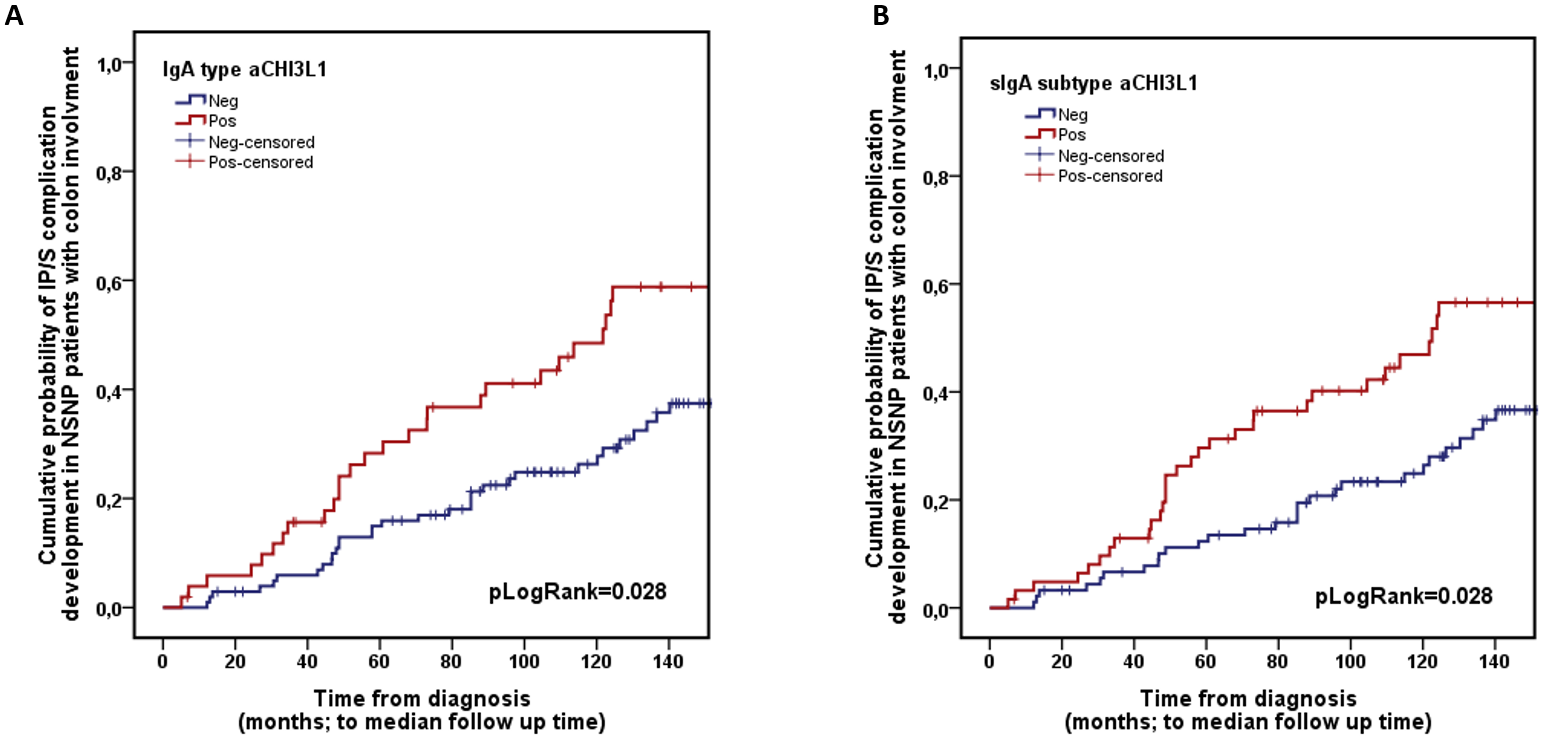 A
Cumulative probability of IP/S complication
development in NSNP patients with colon involvment
1,0
0,8
0,6
0,4
0,2
0,0
IgA type aCHI3L1
Neg
Pos
Neg-censored
Pos-censored
pLogRank=0.028
0 20 40 60 80 100 120 140
Time from diagnosis
(months; to median follow up time)
B
Cumulative probability of IP/S complication
development in NSNP patients with colon involvment
1,0
0,8
0,6
0,4
0,2
0,0
sIgA subtype aCHI3L1
Neg
Pos
Neg-censored
Pos-censored
pLogRank=0.028
0 20 40 60 80 100 120 140
Time from diagnosis
(months; to median follow up time)